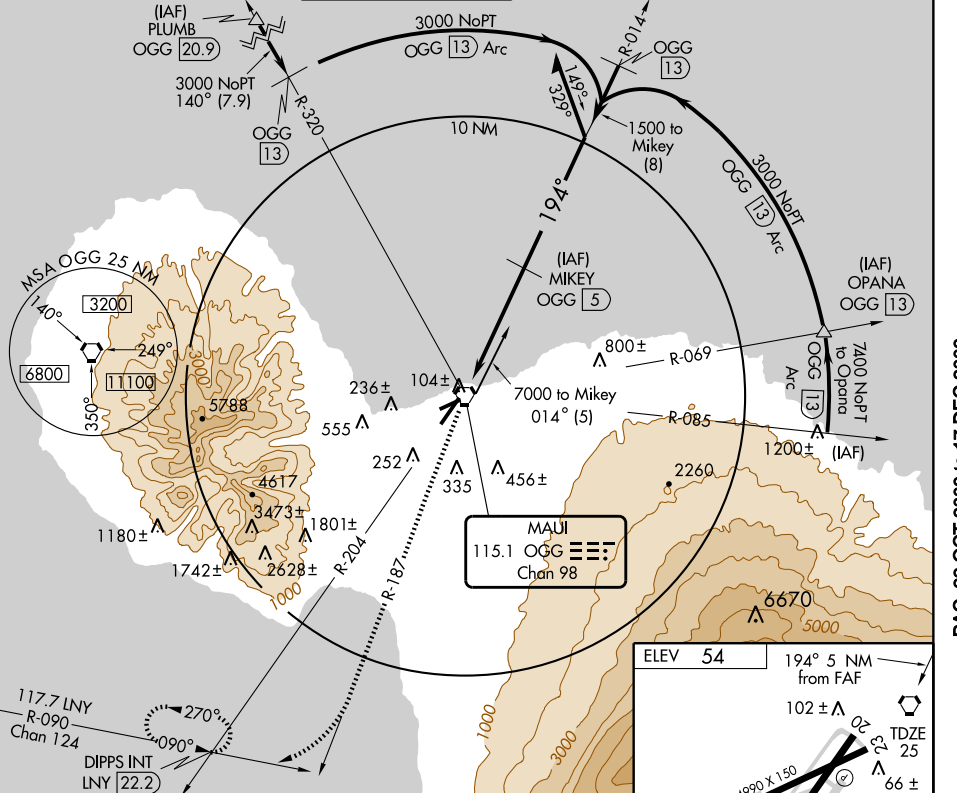 (IAF)
PLUMB
OGG 20.9
3000 NoPT
140° (7.9)
OGG
13
R-320
3000 NoPT
OGG 13 Arc
R-014
OGG
13
149°
329°
1500 to
Mikey
(8)
10 NM
194°
(IAF)
MIKEY
OGG 5
3000 NoPT
OGG 13 Arc
(IAF)
OPANA
OGG 13
R-069
7400 NoPT
to Opana
OGG 13 Arc
R-085
1200±
(IAF)
MSA OGG 25 NM
140°
3200
249°
6800
11100
350°
3000
5788
236±
104±
800±
7000 to Mikey
014° (5)
555
252
335
456±
2260
4617
3473±
1180±
1801±
1742±
2628±
1000
R-204
R-187
MAUI
115.1 OGG
Chan 98
6670
5000
1000
3000
117.7 LNY
R-090
Chan 124
270°
090°
DIPPS INT
LNY 22.2
ELEV 54
194° 5 NM
from FAF
102±
TDZE
25
20
23
66 ±
4990 X 150
P